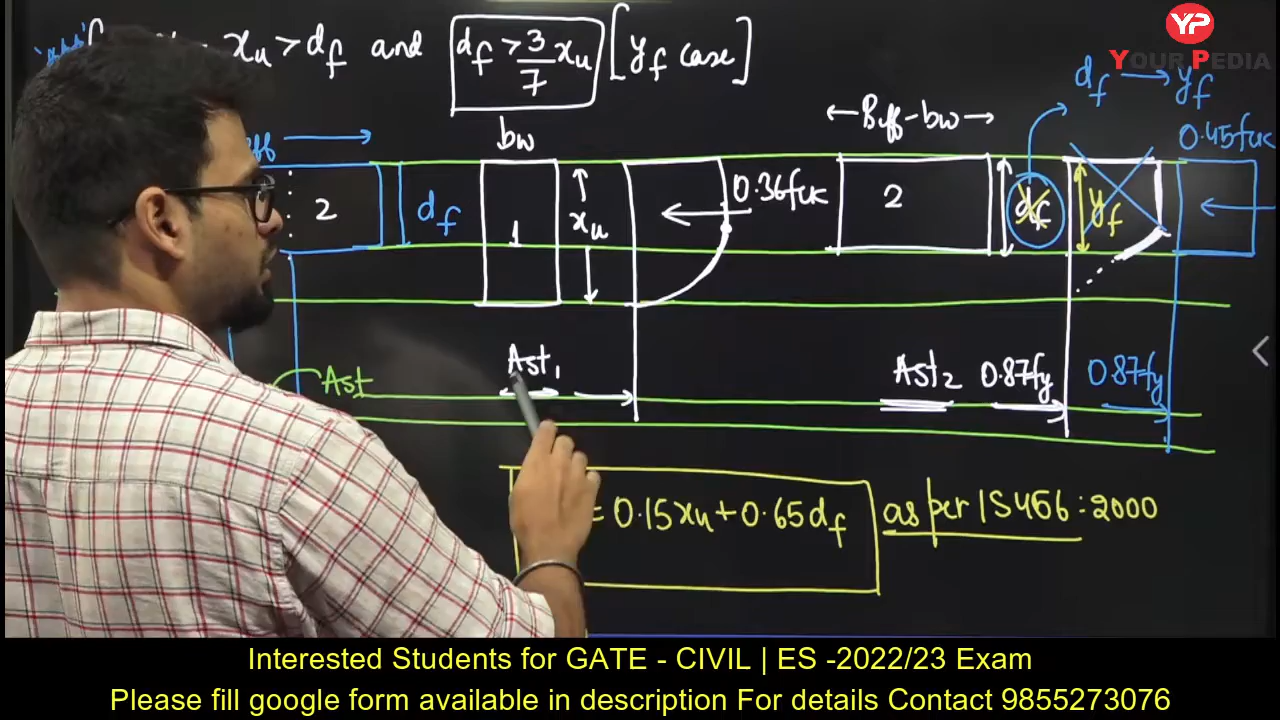 YP
YOUR PEDIA
xu > df and df > 3/7 xu [yf case]
df → yf
eff
bw
Beff-bw
0.45fck
2
df
1
xu
0.36fck
2
df
yf
Ast
Ast1
Ast2
0.87fy
0.87fy
= 0.15xu + 0.65df
as per IS456:2000
Interested Students for GATE - CIVIL | ES -2022/23 Exam
Please fill google form available in description For details Contact 9855273076